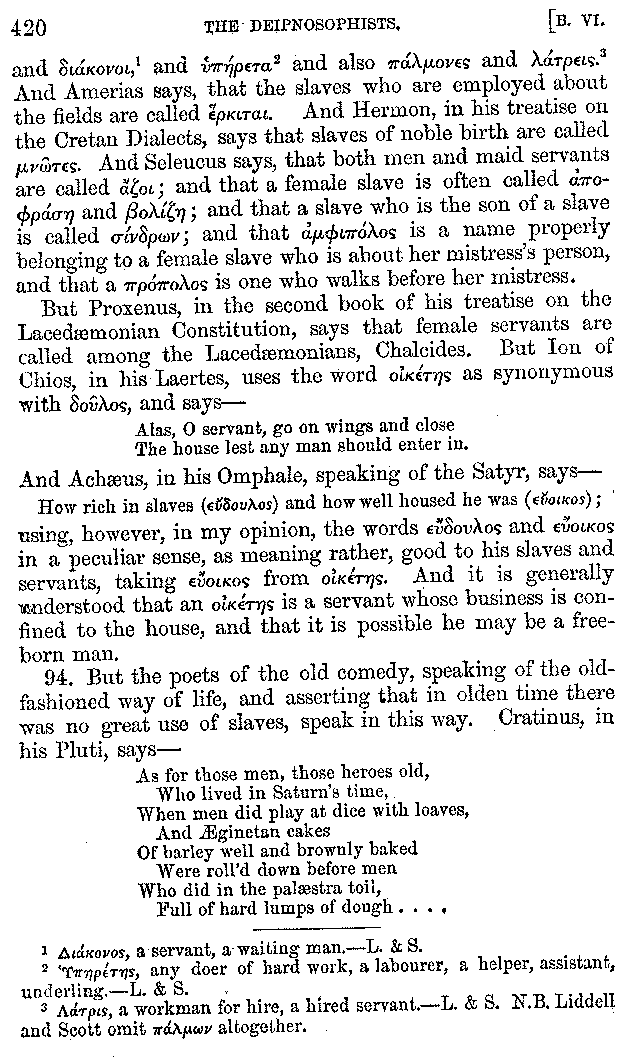 420 THE DEIPNOSOPHISTS. [B. VI.
and διάκονοι,¹ and ὑπήρεται² and also πάλμονες and λάτρεις.³
And Amerias says, that the slaves who are employed about
the fields are called ἕρκιται. And Hermon, in his treatise on
the Cretan Dialects, says that slaves of noble birth are called
μνῶτες. And Seleucus says, that both men and maid servants
are called ἄζοι; and that a female slave is often called ἀπο-
φράση and βολίζη; and that a slave who is the son of a slave
is called σίνδρων; and that ἀμφιπόλος is a name properly
belonging to a female slave who is about her mistress's person,
and that a πρόπολος is one who walks before her mistress.
But Proxenus, in the second book of his treatise on the
Lacedæmonian Constitution, says that female servants are
called among the Lacedæmonians, Chalcides. But Ion of
Chios, in his Laertes, uses the word οἰκέτης as synonymous
with δοῦλος, and says—
Alas, O servant, go on wings and close
The house lest any man should enter in.
And Achæus, in his Omphale, speaking of the Satyr, says—
How rich in slaves (εὔδουλος) and how well housed he was (εὔοικος);
using, however, in my opinion, the words εὔδουλος and εὔοικος
in a peculiar sense, as meaning rather, good to his slaves and
servants, taking εὔοικος from οἰκέτης. And it is generally
understood that an οἰκέτης is a servant whose business is con-
fined to the house, and that it is possible he may be a free-
born man.
94. But the poets of the old comedy, speaking of the old-
fashioned way of life, and asserting that in olden time there
was no great use of slaves, speak in this way. Cratinus, in
his Pluti, says—
As for those men, those heroes old,
Who lived in Saturn's time,
When men did play at dice with loaves,
And Æginetan cakes
Of barley well and brownly baked
Were roll'd down before men
Who did in the palæstra toil,
Full of hard lumps of dough . . . .
¹ Διάκονος, a servant, a waiting man.—L. & S.
² Ὑπηρέτης, any doer of hard work, a labourer, a helper, assistant,
underling.—L. & S.
³ Λάτρις, a workman for hire, a hired servant.—L. & S. N.B. Liddell
and Scott omit πάλμων altogether.